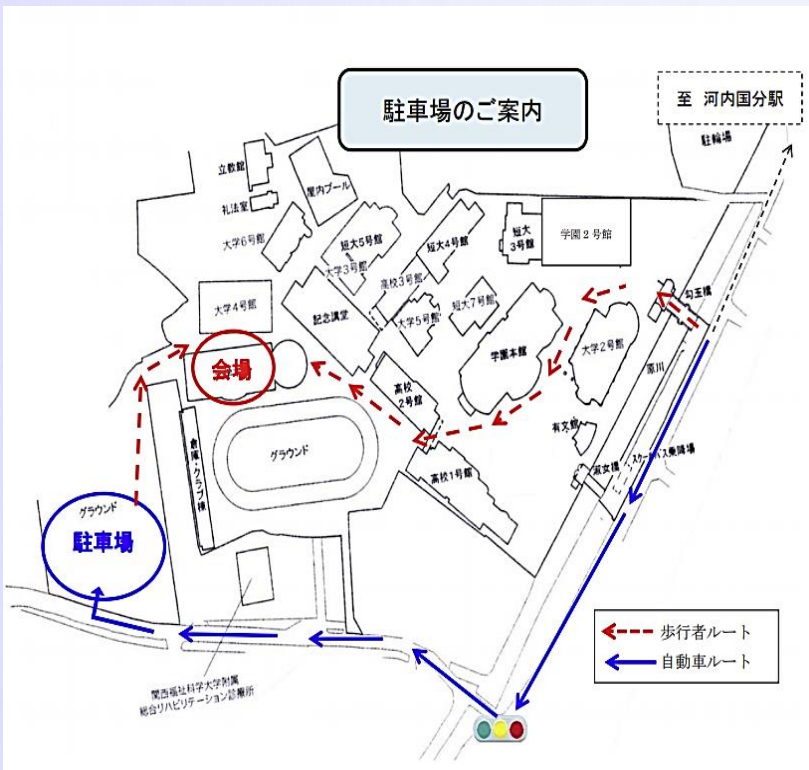 駐車場のご案内
至 河内国分駅
駐輪場
立教館
礼法室
屋内プール
大学6号館
短大5号館
大学3号館
高校3号館
短大4号館
短大
3号館
学園２号館
大学4号館
記念講堂
大学5号館
短大7号館
学園本館
大学2号館
勾玉橋
原川
会場
高校
2号館
有文館
淑女橋
スクールバス乗降場
倉庫・クラブ棟
グラウンド
高校1号館
グラウンド
駐車場
関西福祉科学大学附属
総合リハビリテーション診療所
歩行者ルート
自動車ルート